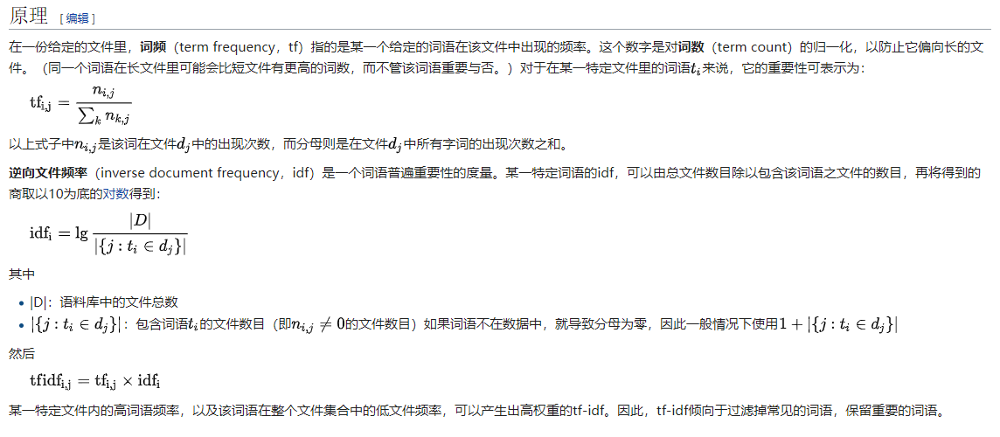 原理 [编辑]
在一份给定的文件里，词频（term frequency，tf）指的是某一个给定的词语在该文件中出现的频率。这个数字是对词数（term count）的归一化，以防止它偏向长的文
件。（同一个词语在长文件里可能会比短文件有更高的词数，而不管该词语重要与否。）对于在某一特定文件里的词语tᵢ来说，它的重要性可表示为：
tf_{i,j} = \frac{n_{i,j}}{\sum_k n_{k,j}}
以上式子中n_{i,j}是该词在文件d_j中的出现次数，而分母则是在文件d_j中所有字词的出现次数之和。
逆向文件频率（inverse document frequency，idf）是一个词语普遍重要性的度量。某一特定词语的idf，可以由总文件数目除以包含该词语之文件的数目，再将得到的
商取以10为底的对数得到：
idf_i = \lg \frac{|D|}{|\{j : t_i \in d_j\}|}
其中
• |D|：语料库中的文件总数
• |{j : t_i ∈ d_j}|：包含词语t_i的文件数目（即n_{i,j} ≠ 0的文件数目）如果词语不在数据中，就导致分母为零，因此一般情况下使用1 + |{j : t_i ∈ d_j}|
然后
tfidf_{i,j} = tf_{i,j} × idf_i
某一特定文件内的高词语频率，以及该词语在整个文件集合中的低文件频率，可以产生出高权重的tf-idf。因此，tf-idf倾向于过滤掉常见的词语，保留重要的词语。